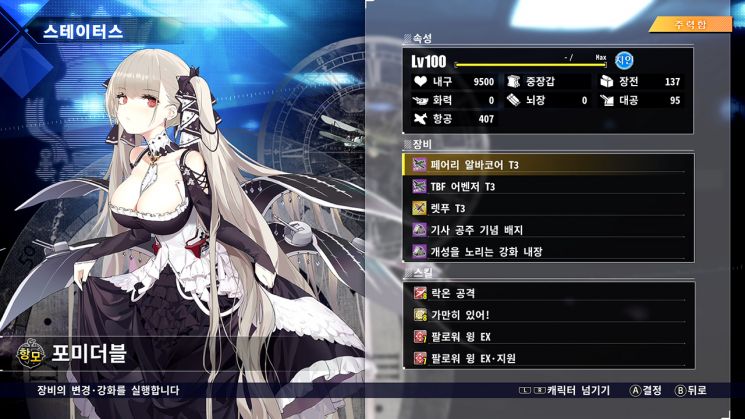 스테이터스
주력함
속성
Lv100
- /
Max
지인
내구 9500 중장갑 장전 137
화력 0 뇌장 0 대공 95
항공 407
장비
페어리 알바코어 T3
TBF 어벤저 T3
렛푸 T3
기사 공주 기념 배지
개성을 노리는 강화 내장
스킬
락온 공격 8
가만히 있어! 8
팔로워 윙 EX 7
팔로워 윙 EX·지원 7
항모 포미더블
장비의 변경·강화를 실행합니다
L R 캐릭터 넘기기 A 결정 B 뒤로